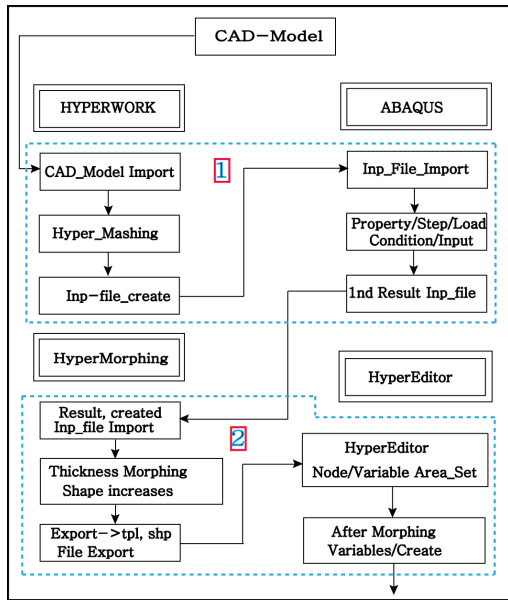 CAD-Model
HYPERWORK
ABAQUS
1
CAD_Model Import
Hyper_Mashing
Inp-file_create
Inp_File_Import
Property/Step/Load
Condition/Input
1nd Result Inp_file
HyperMorphing
HyperEditor
2
Result, created
Inp_file Import
Thickness Morphing
Shape increases
Export->tpl, shp
File Export
HyperEditor
Node/Variable Area_Set
After Morphing
Variables/Create